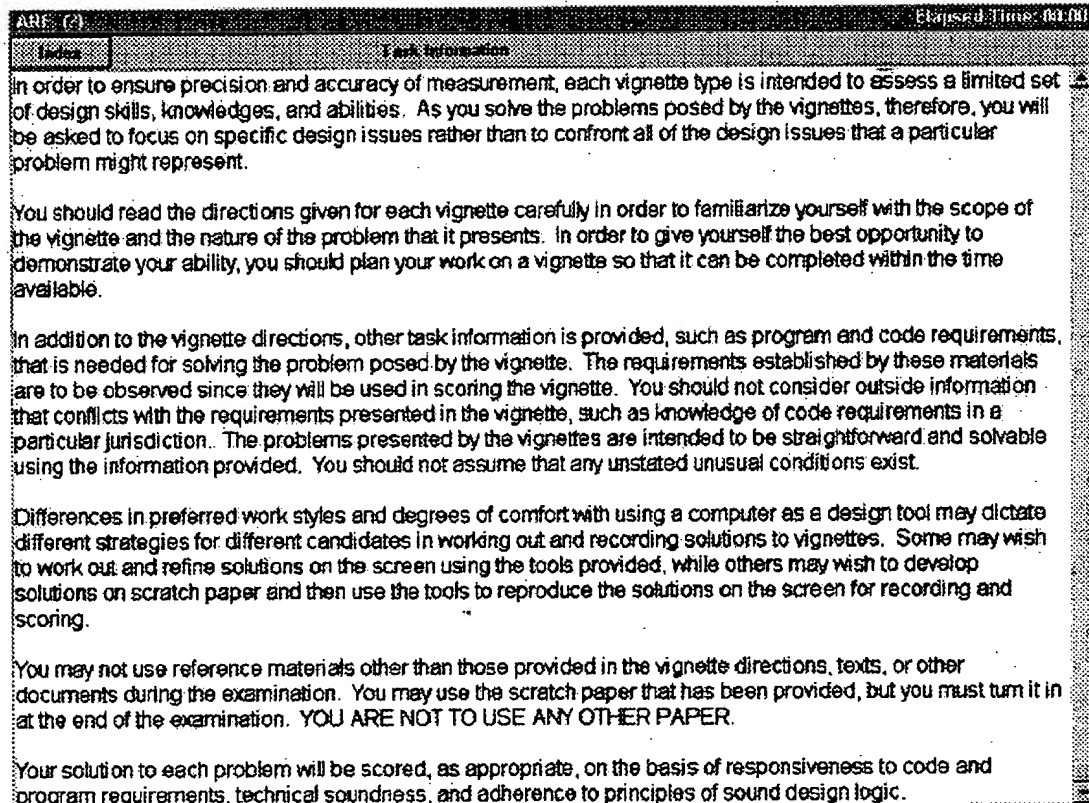 ARE (2) Elapsed Time: 00:00
Index Task Information
In order to ensure precision and accuracy of measurement, each vignette type is intended to assess a limited set
of design skills, knowledges, and abilities. As you solve the problems posed by the vignettes, therefore, you will
be asked to focus on specific design issues rather than to confront all of the design issues that a particular
problem might represent.
You should read the directions given for each vignette carefully in order to familiarize yourself with the scope of
the vignette and the nature of the problem that it presents. In order to give yourself the best opportunity to
demonstrate your ability, you should plan your work on a vignette so that it can be completed within the time
available.
In addition to the vignette directions, other task information is provided, such as program and code requirements,
that is needed for solving the problem posed by the vignette. The requirements established by these materials
are to be observed since they will be used in scoring the vignette. You should not consider outside information
that conflicts with the requirements presented in the vignette, such as knowledge of code requirements in a
particular jurisdiction. The problems presented by the vignettes are intended to be straightforward and solvable
using the information provided. You should not assume that any unstated unusual conditions exist.
Differences in preferred work styles and degrees of comfort with using a computer as a design tool may dictate
different strategies for different candidates in working out and recording solutions to vignettes. Some may wish
to work out and refine solutions on the screen using the tools provided, while others may wish to develop
solutions on scratch paper and then use the tools to reproduce the solutions on the screen for recording and
scoring.
You may not use reference materials other than those provided in the vignette directions, texts, or other
documents during the examination. You may use the scratch paper that has been provided, but you must turn it in
at the end of the examination. YOU ARE NOT TO USE ANY OTHER PAPER.
Your solution to each problem will be scored, as appropriate, on the basis of responsiveness to code and
program requirements, technical soundness, and adherence to principles of sound design logic.